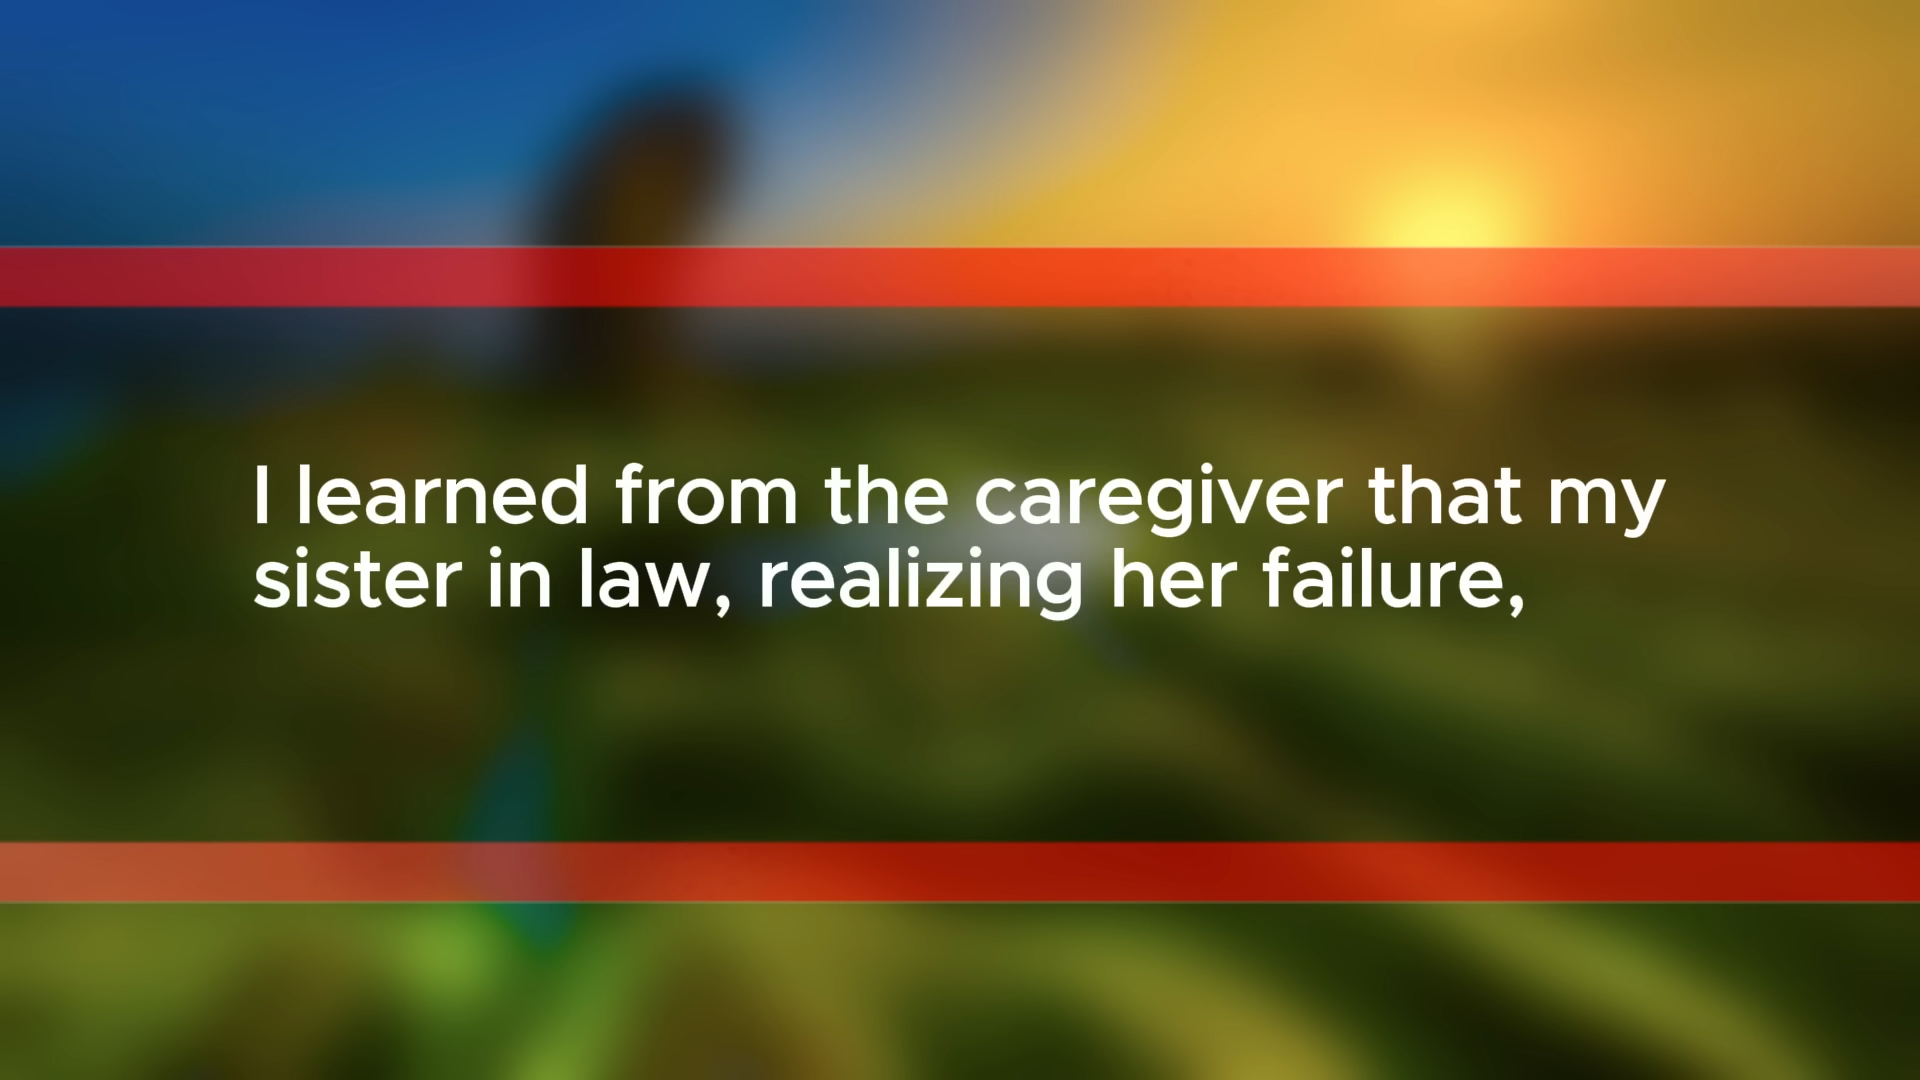 I learned from the caregiver that my
sister in law, realizing her failure,